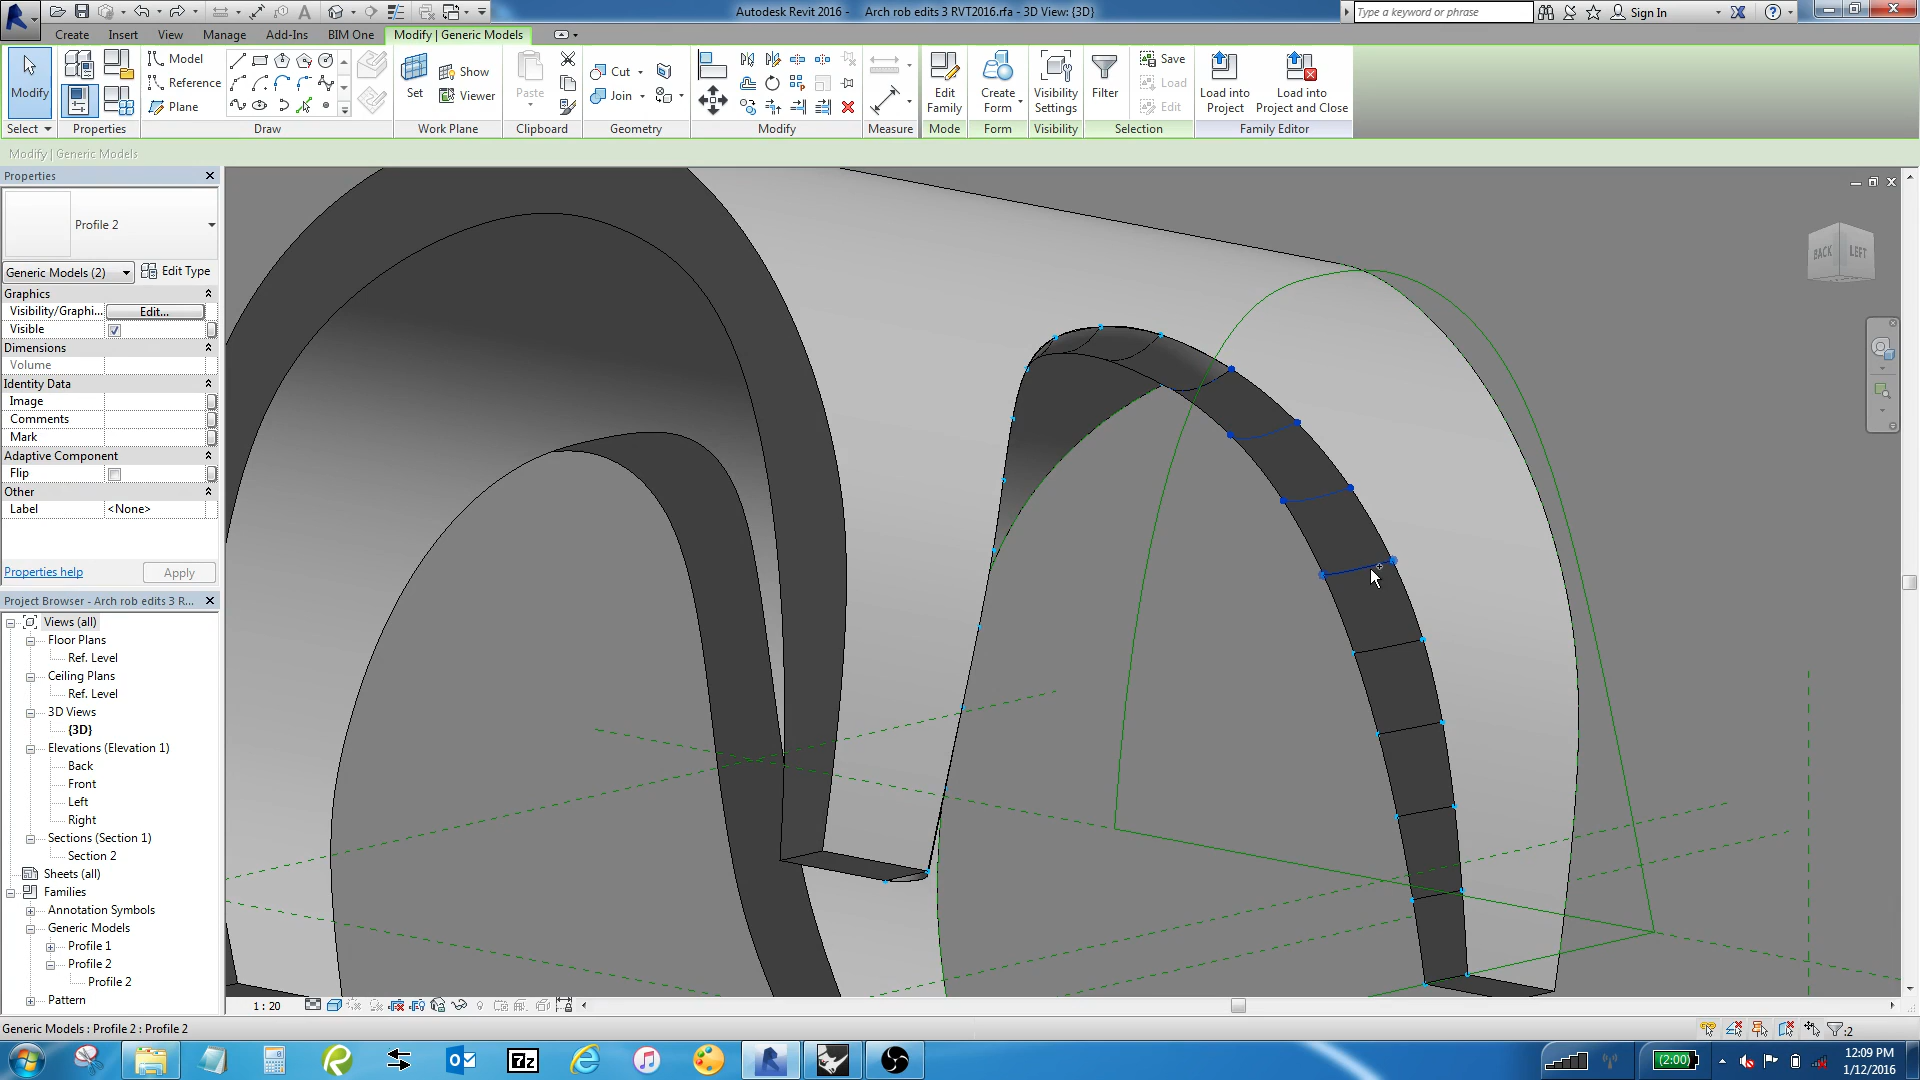 Autodesk Revit 2016 -    Arch rob edits 3 RVT2016.rfa - 3D View: {3D}
Type a keyword or phrase
Sign In
Create Insert View Manage Add-Ins BIM One Modify | Generic Models
Modify
Model
Reference
Plane
Set
Show
Viewer
Paste
Cut
Join
Edit Family
Create Form
Visibility Settings
Filter
Save
Load
Edit
Load into Project
Load into Project and Close
Select Properties Draw Work Plane Clipboard Geometry Modify Measure Mode Form Visibility Selection Family Editor
Modify | Generic Models
Properties
Profile 2
Generic Models (2) Edit Type
Graphics
Visibility/Graphi... Edit...
Visible
Dimensions
Volume
Identity Data
Image
Comments
Mark
Adaptive Component
Flip
Other
Label <None>
Properties help Apply
Project Browser - Arch rob edits 3 R...
Views (all)
Floor Plans
Ref. Level
Ceiling Plans
Ref. Level
3D Views
{3D}
Elevations (Elevation 1)
Back
Front
Left
Right
Sections (Section 1)
Section 2
Sheets (all)
Families
Annotation Symbols
Generic Models
Profile 1
Profile 2
Profile 2
Pattern
BACK LEFT
1 : 20
Generic Models : Profile 2 : Profile 2
:2
7z
(2:00)
12:09 PM
1/12/2016